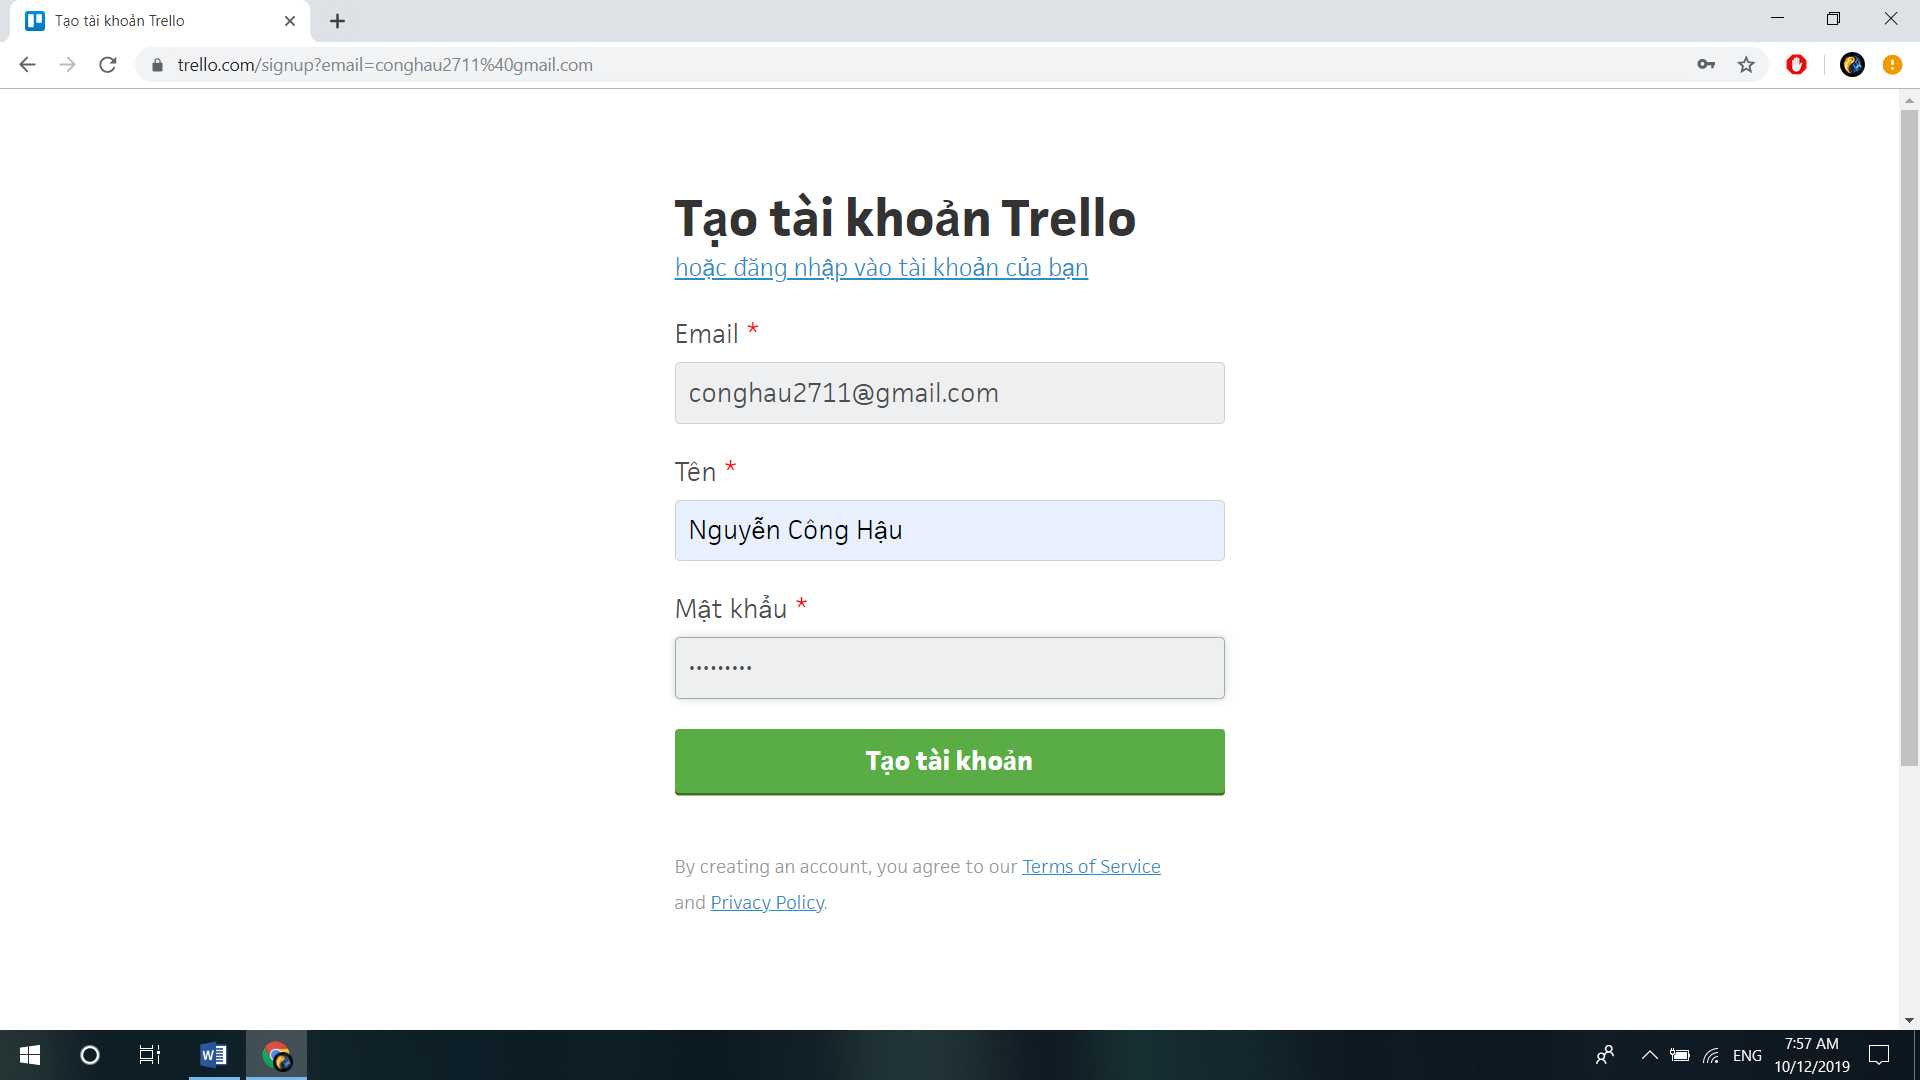 Tạo tài khoản Trello
trello.com/signup?email=conghau2711%40gmail.com
Tạo tài khoản Trello
hoặc đăng nhập vào tài khoản của bạn
Email *
conghau2711@gmail.com
Tên *
Nguyễn Công Hậu
Mật khẩu *
•••••••••
Tạo tài khoản
By creating an account, you agree to our Terms of Service
and Privacy Policy.
ENG
7:57 AM
10/12/2019